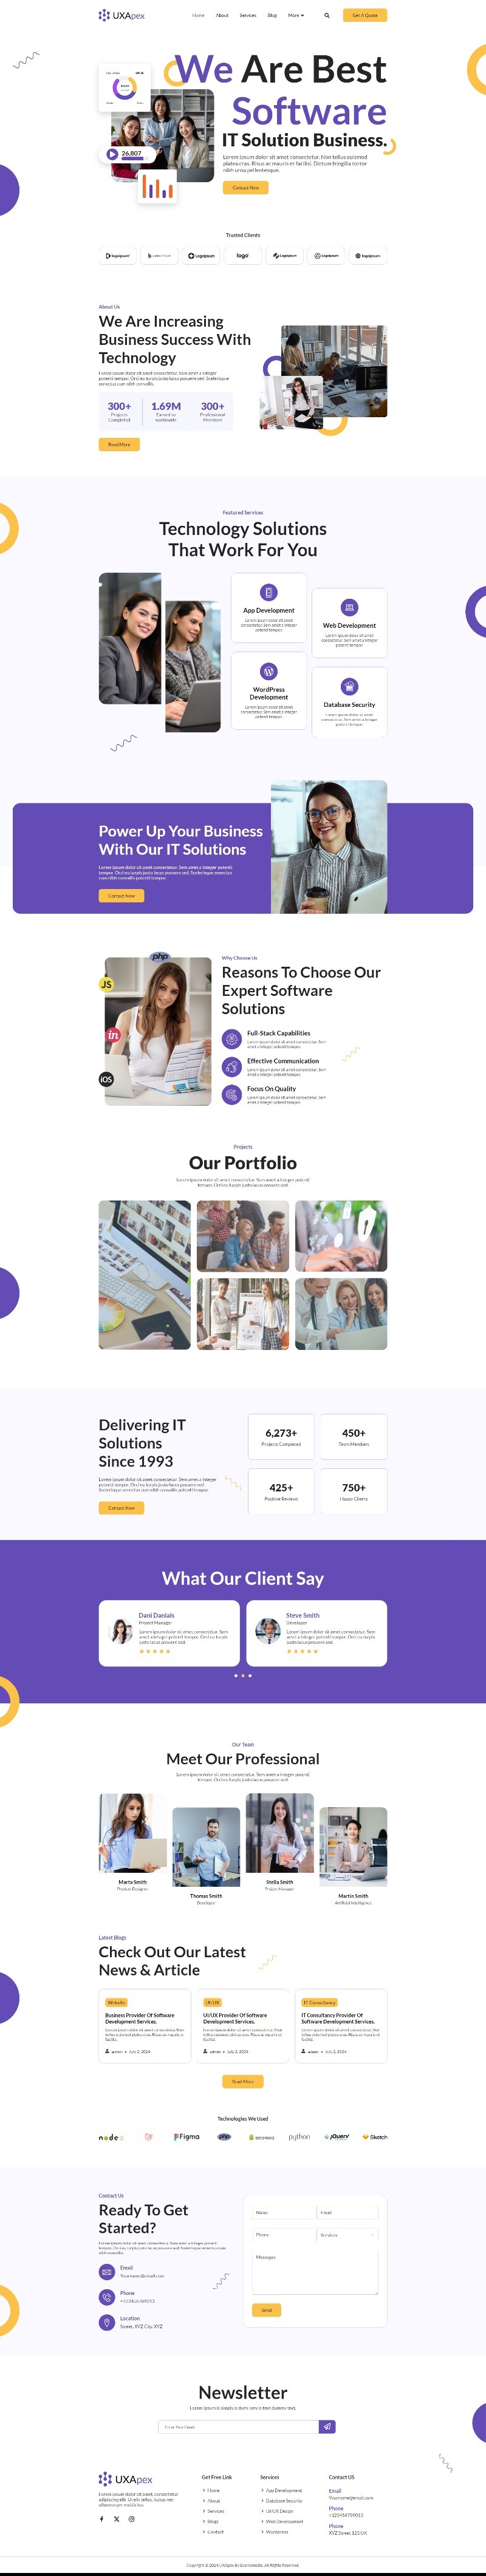 UXApex
Home About Services Blog More
Get A Quote
We Are Best
Software
IT Solution Business.
Lorem ipsum dolor sit amet consectetur. Non tellus euismod
platea cras. Risus ac mauris et facilisi. Dictum fringilla tortor
nibh urna pellentesque.
Contact Now
26,807
Trusted Clients
logoipsum
Logoipsum
logo
Logoipsum
Logoipsum
logoipsum
About Us
We Are Increasing
Business Success With
Technology
Lorem ipsum dolor sit amet consectetur. Sem amet a integer
potenti tempor. Orci eu turpis justo lacus posuere sed. Scelerisque
senectus cum nibh convallis.
300+ 1.69M 300+
Projects Completed
Earned in worldwide
Professional Members
Read More
Featured Services
Technology Solutions
That Work For You
App Development
Lorem ipsum dolor sit amet
consectetur. Sem amet a integer
potenti tempor.
Web Development
Lorem ipsum dolor sit amet
consectetur. Sem amet a integer
potenti tempor.
WordPress
Development
Lorem ipsum dolor sit amet
consectetur. Sem amet a integer
potenti tempor.
Database Security
Lorem ipsum dolor sit amet
consectetur. Sem amet a integer
potenti tempor.
Power Up Your Business
With Our IT Solutions
Lorem ipsum dolor sit amet consectetur. Sem amet a integer potenti
tempor. Orci eu turpis justo lacus posuere sed. Scelerisque senectus
cum nibh convallis potenti tempor.
Contact Now
php
JS
in
iOS
Why Choose Us
Reasons To Choose Our
Expert Software
Solutions
Full-Stack Capabilities
Lorem ipsum dolor sit amet consectetur. Sem
amet a integer potenti tempor.
Effective Communication
Lorem ipsum dolor sit amet consectetur. Sem
amet a integer potenti tempor.
Focus On Quality
Lorem ipsum dolor sit amet consectetur. Sem
amet a integer potenti tempor.
Projects
Our Portfolio
Lorem ipsum dolor sit amet consectetur. Sem amet a integer potenti
tempor. Orci eu turpis justo lacus posuere sed.
Delivering IT
Solutions
Since 1993
Lorem ipsum dolor sit amet consectetur. Sem amet a integer
potenti tempor. Orci eu turpis justo lacus posuere sed.
Scelerisque senectus cum nibh convallis potenti tempor.
Contact Now
6,273+
Projects Completed
450+
Team Members
425+
Positive Reviews
750+
Happy Clients
What Our Client Say
Dani Danials
Project Manager
Lorem ipsum dolor sit amet consectetur. Sem
amet a integer potenti tempor. Orci eu turpis
justo lacus posuere sed.
Steve Smith
Developer
Lorem ipsum dolor sit amet consectetur. Sem
amet a integer potenti tempor. Orci eu turpis
justo lacus posuere sed.
Our Team
Meet Our Professional
Lorem ipsum dolor sit amet consectetur. Sem amet a integer potenti
tempor. Orci eu turpis justo lacus posuere sed.
Marta Smith
Product Designer
Thomas Smith
Developer
Stella Smith
Project Manager
Martin Smith
Artificial Intelligence
Latest Blogs
Check Out Our Latest
News & Article
Website
Business Provider Of Software
Development Services.
Lorem ipsum dolor sit amet consectetur. Non
tellus euismod platea cras. Risus ac mauris et
facilisi.
admin July 2, 2024
UI/UX
UI/UX Provider Of Software
Development Services.
Lorem ipsum dolor sit amet consectetur. Non
tellus euismod platea cras. Risus ac mauris et
facilisi.
admin July 2, 2024
IT Consultancy
IT Consultancy Provider Of
Software Development Services.
Lorem ipsum dolor sit amet consectetur. Non
tellus euismod platea cras. Risus ac mauris et
facilisi.
admin July 2, 2024
Read More
Technologies We Used
node
Figma
php
android
python
jQuery
Sketch
Contact Us
Ready To Get
Started?
Lorem ipsum dolor sit amet consectetur. Sem amet a integer potenti
tempor. Orci eu turpis justo lacus posuere sed. Scelerisque senectus cum
nibh convallis.
Email
Yourname@email.com
Phone
Location
Street, XYZ City, XYZ
Name Email
Phone Services
Messages
Send
Newsletter
Lorem Ipsum is simply is dumi sans is text dummy text.
Enter Your Email
UXApex
Lorem ipsum dolor sit amet, consectetur
Get Free Link
Home
About
Services
Blogs
Contact
Services
App Development
Database Security
UI/UX Design
Web Development
Wordpress
Contact US
Email
Yourname@email.com
Phone
+123456799012
Phone
XYZ Street 123 UX